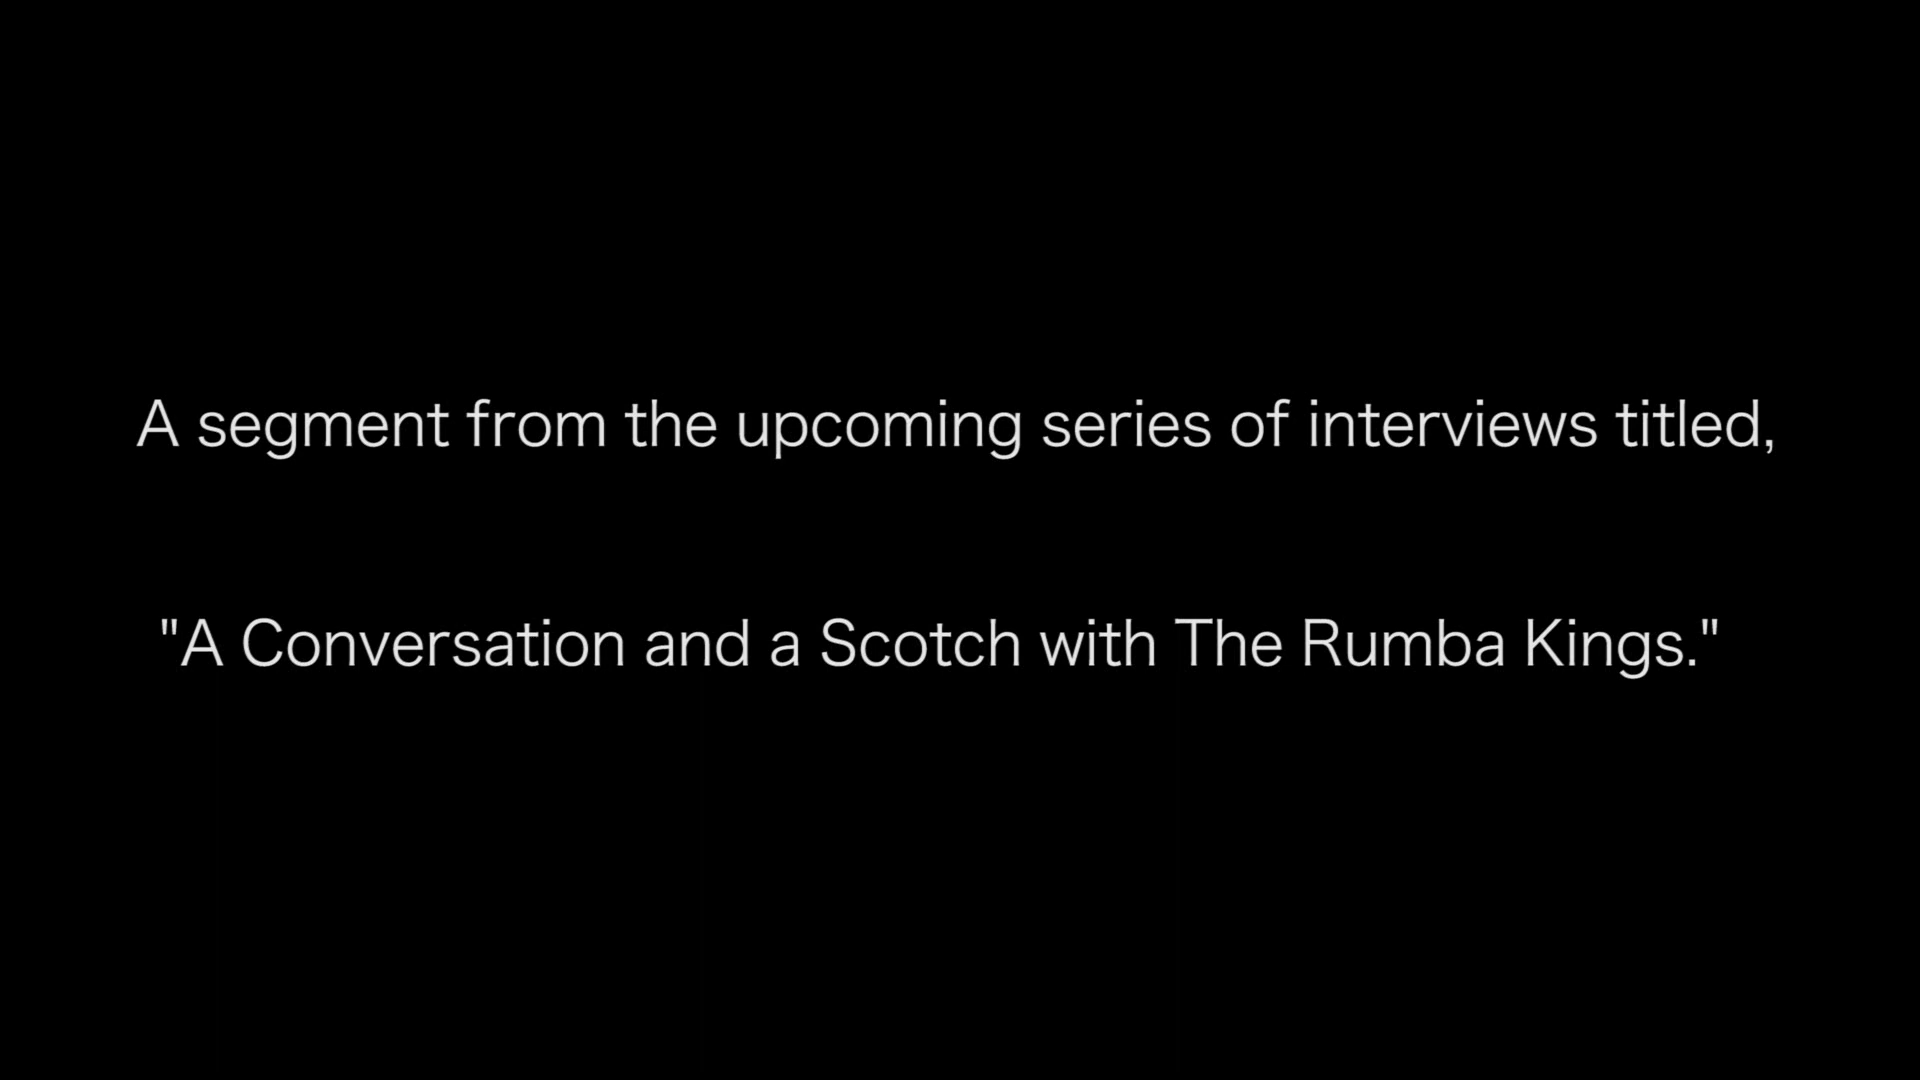 A segment from the upcoming series of interviews titled,
"A Conversation and a Scotch with The Rumba Kings."